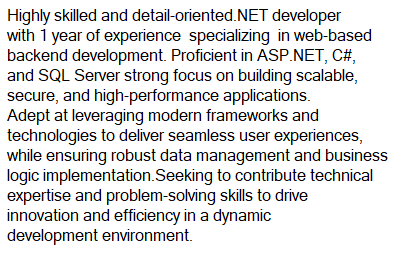 Highly skilled and detail-oriented.NET developer
with 1 year of experience  specializing  in web-based
backend development. Proficient in ASP.NET, C#,
and SQL Server strong focus on building scalable,
secure, and high-performance applications.
Adept at leveraging modern frameworks and
technologies to deliver seamless user experiences,
while ensuring robust data management and business
logic implementation.Seeking to contribute technical
expertise and problem-solving skills to drive
innovation and efficiency in a dynamic
development environment.